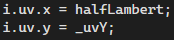 i.uv.x = halfLambert;
i.uv.y = _uvY;